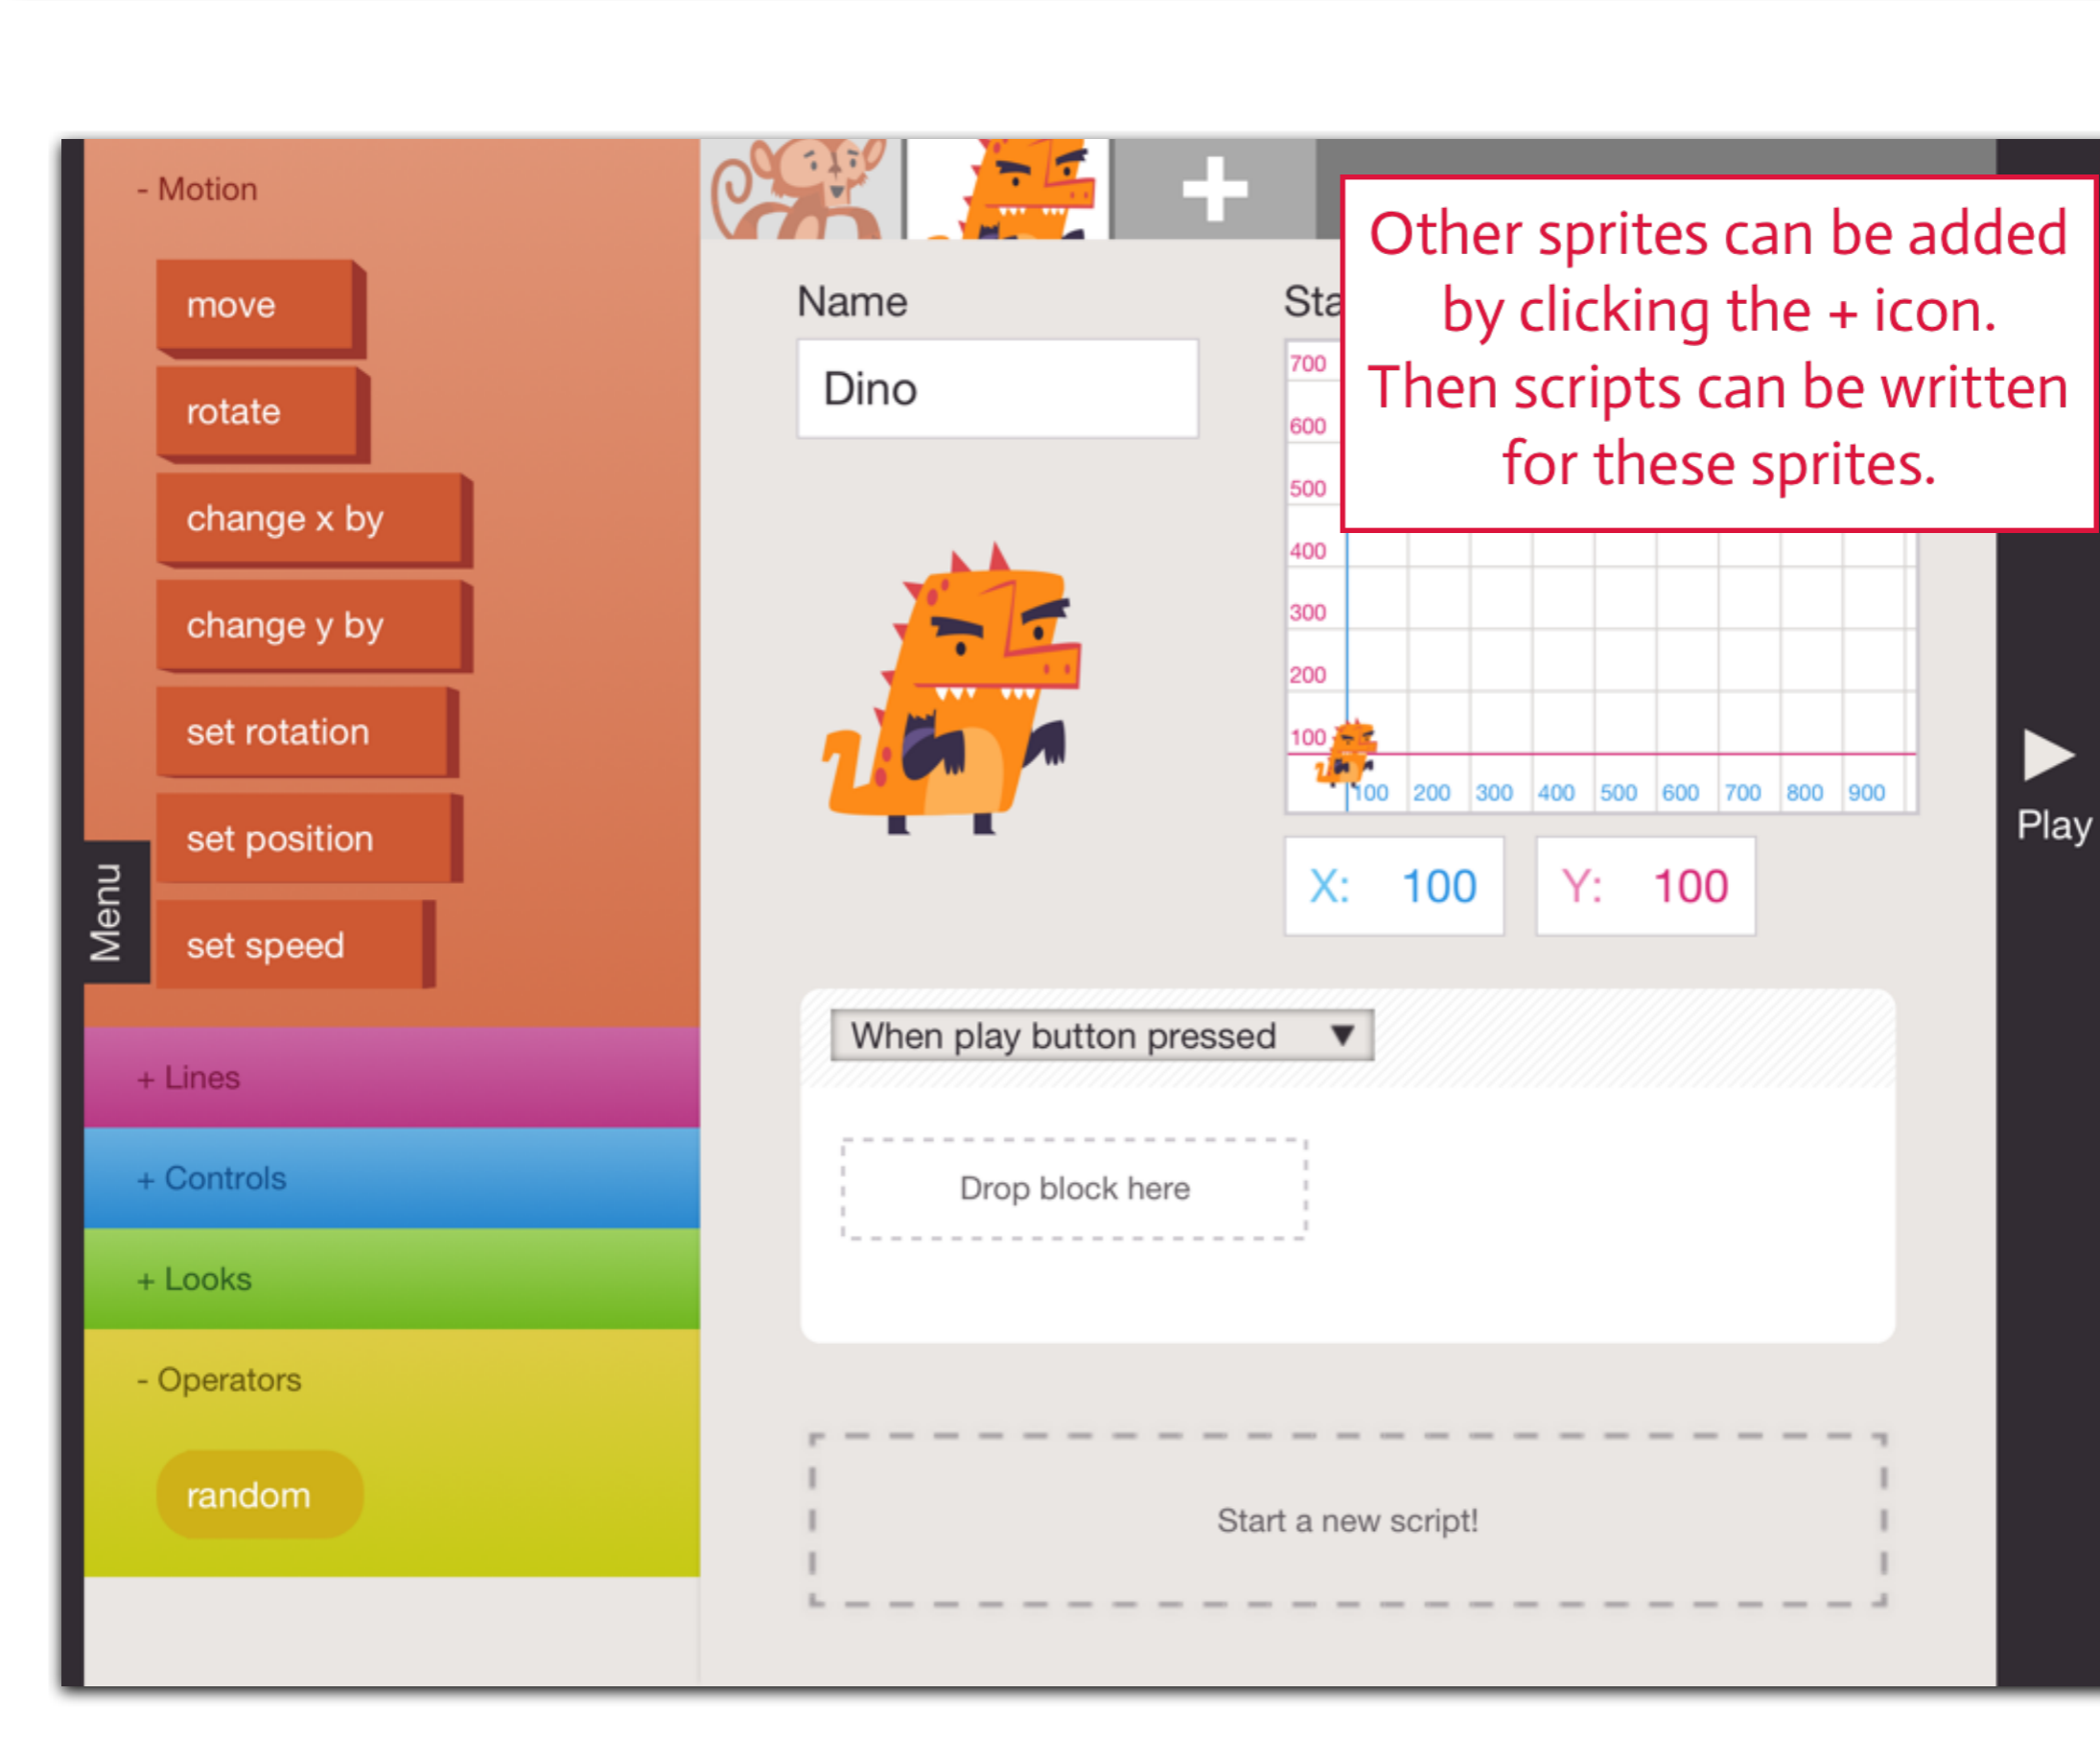 - Motion
move
rotate
change x by
change y by
set rotation
set position
set speed
Menu
+ Lines
+ Controls
+ Looks
- Operators
random
Name
Dino
Sta
Other sprites can be added
by clicking the + icon.
Then scripts can be written
for these sprites.
700
600
500
400
300
200
100
100 200 300 400 500 600 700 800 900
X: 100 Y: 100
When play button pressed ▼
Drop block here
Start a new script!
Play